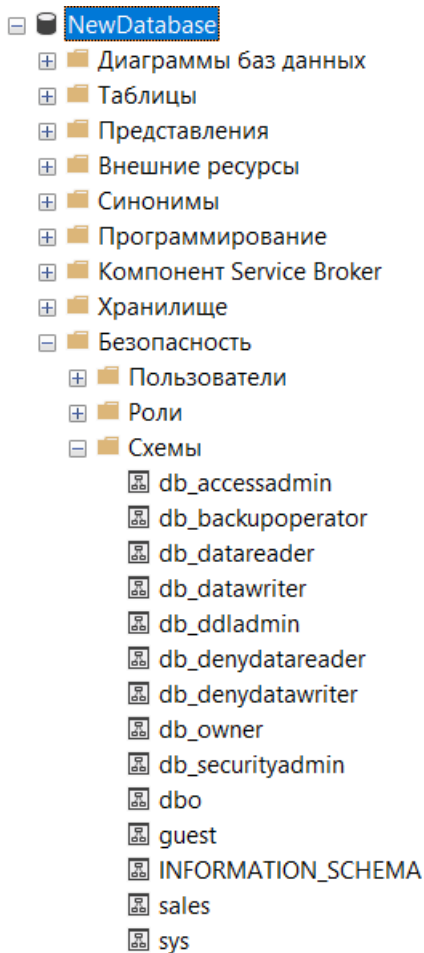 NewDatabase
Диаграммы баз данных
Таблицы
Представления
Внешние ресурсы
Синонимы
Программирование
Компонент Service Broker
Хранилище
Безопасность
Пользователи
Роли
Схемы
db_accessadmin
db_backupoperator
db_datareader
db_datawriter
db_ddladmin
db_denydatareader
db_denydatawriter
db_owner
db_securityadmin
dbo
guest
INFORMATION_SCHEMA
sales
sys